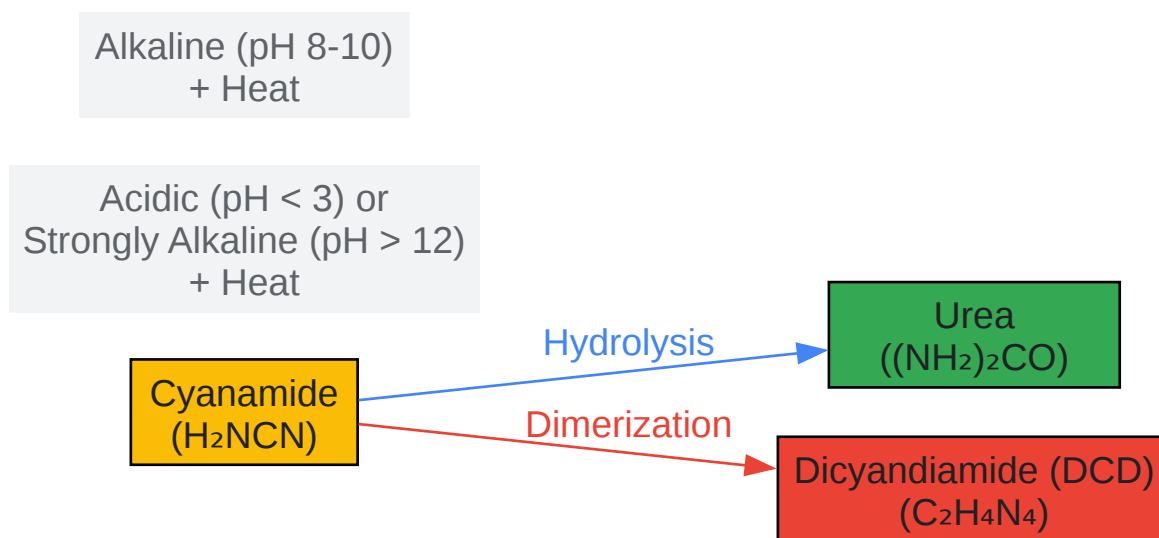 Alkaline (pH 8-10)
+ Heat
Acidic (pH < 3) or
Strongly Alkaline (pH > 12)
+ Heat
Cyanamide
(H₂NCN)
Hydrolysis
Urea
((NH₂)₂CO)
Dimerization
Dicyandiamide (DCD)
(C₂H₄N₄)